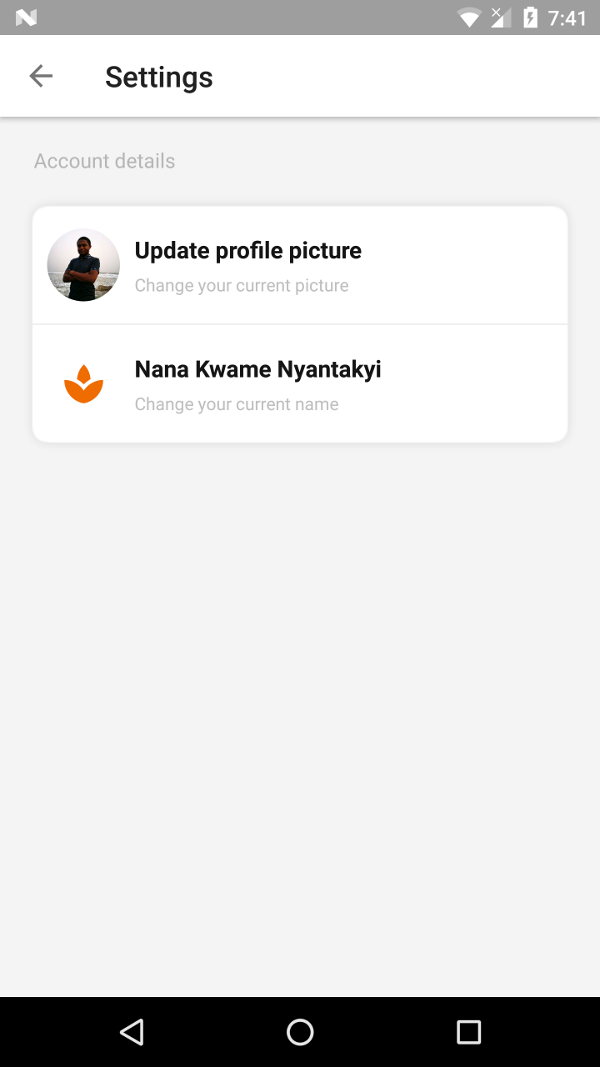 7:41
Settings
Account details
Update profile picture
Change your current picture
Nana Kwame Nyantakyi
Change your current name